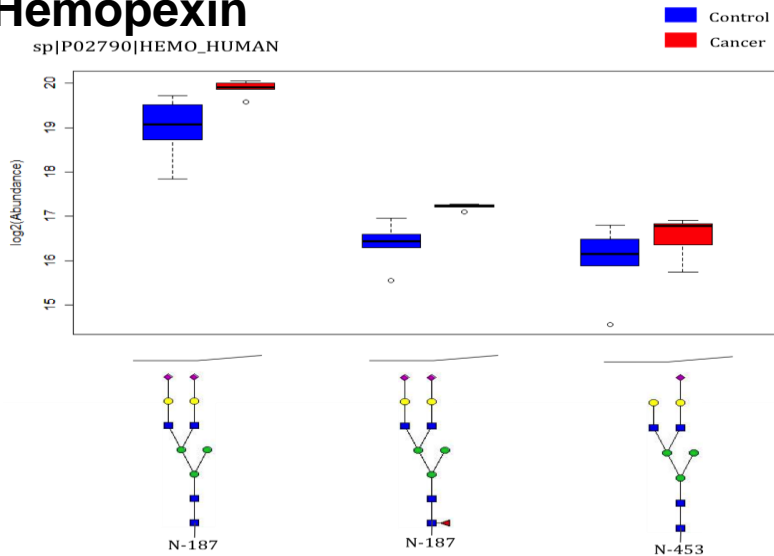 Hemopexin
sp|P02790|HEMO_HUMAN
Control
Cancer
log2(Abundance)
20
19
18
17
16
15
N-187
N-187
N-453